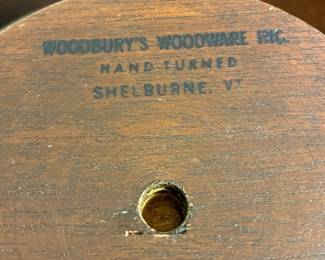 WOODBURY'S WOODWARE INC.
HAND TURNED
SHELBURNE, VT